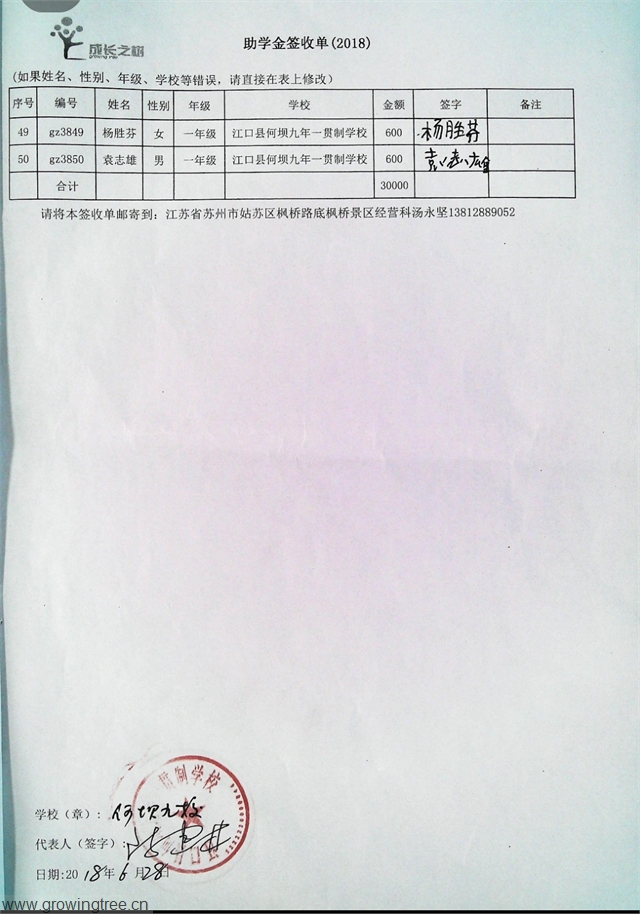 成长之树
growing tree
助学金签收单(2018)
(如果姓名、性别、年级、学校等错误，请直接在表上修改)
序号 编号 姓名 性别 年级 学校 金额 签字 备注
49 gz3849 杨胜芬 女 一年级 江口县何坝九年一贯制学校 600 杨胜芬
50 gz3850 袁志雄 男 一年级 江口县何坝九年一贯制学校 600 袁志雄
合计 30000
请将本签收单邮寄到：江苏省苏州市姑苏区枫桥路底枫桥景区经营科汤永坚13812889052
贯制学校
学校（章）：何坝九校
代表人（签字）：
日期:2018年6月28日
www.growingtree.cn